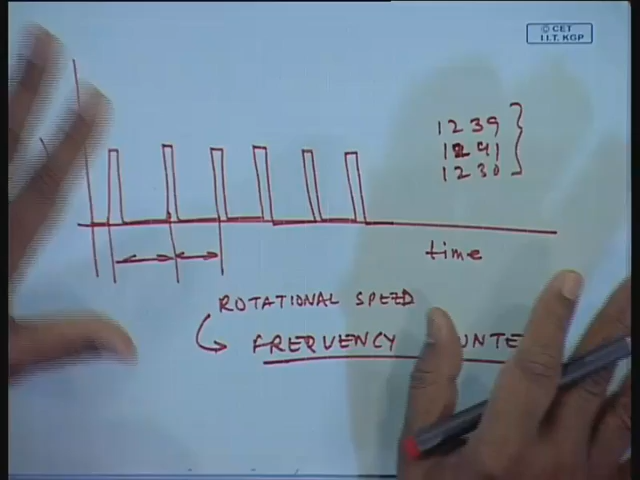 © CET
I.I.T. KGP
1239
1241
1230
time
ROTATIONAL SPEED
FREQUENCY